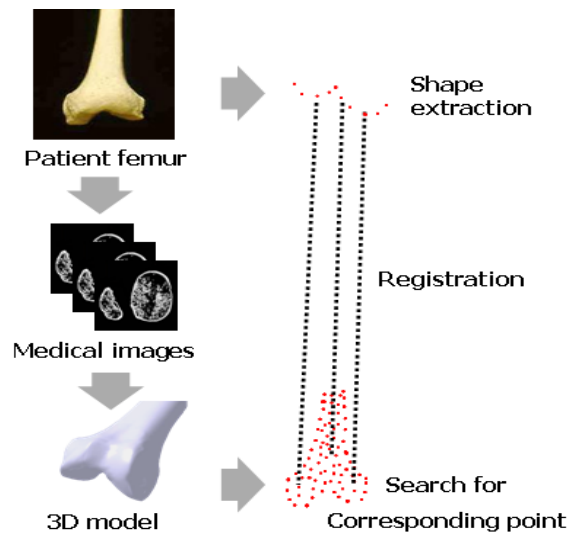 Shape
extraction
Patient femur
Registration
Medical images
Search for
Corresponding point
3D model